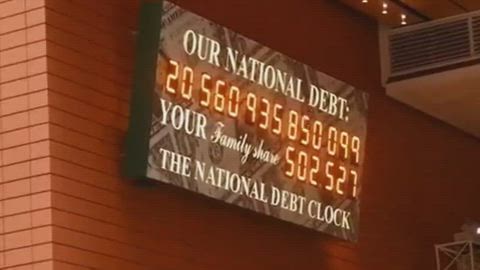 OUR NATIONAL DEBT:
20 560 935 850 099
YOUR Family share 502 527
THE NATIONAL DEBT CLOCK